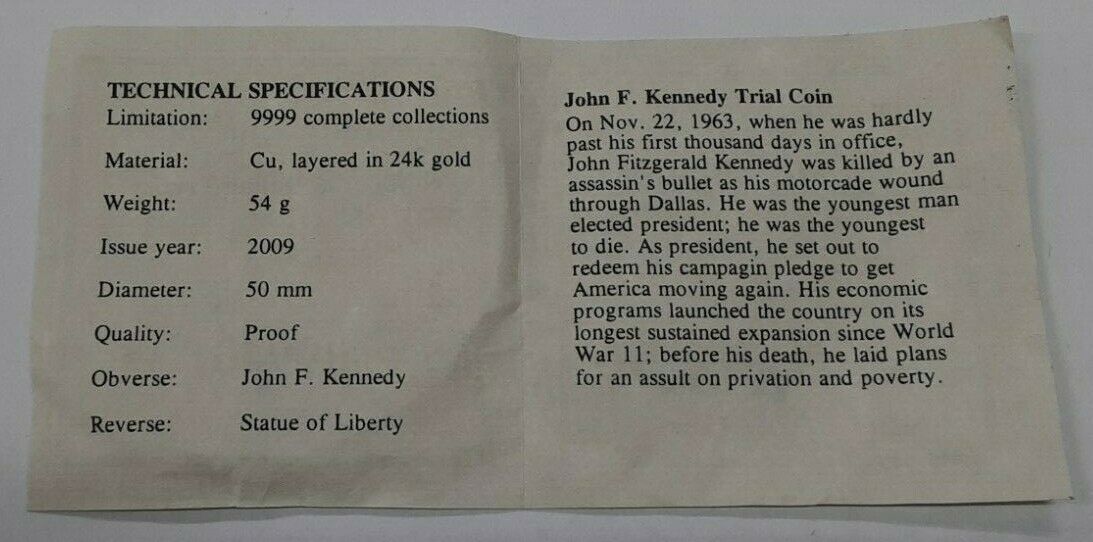 TECHNICAL SPECIFICATIONS
Limitation: 9999 complete collections
Material: Cu, layered in 24k gold
Weight: 54 g
Issue year: 2009
Diameter: 50 mm
Quality: Proof
Obverse: John F. Kennedy
Reverse: Statue of Liberty
John F. Kennedy Trial Coin
On Nov. 22, 1963, when he was hardly
past his first thousand days in office,
John Fitzgerald Kennedy was killed by an
assassin's bullet as his motorcade wound
through Dallas. He was the youngest man
elected president; he was the youngest
to die. As president, he set out to
redeem his campagin pledge to get
America moving again. His economic
programs launched the country on its
longest sustained expansion since World
War 11; before his death, he laid plans
for an assult on privation and poverty.